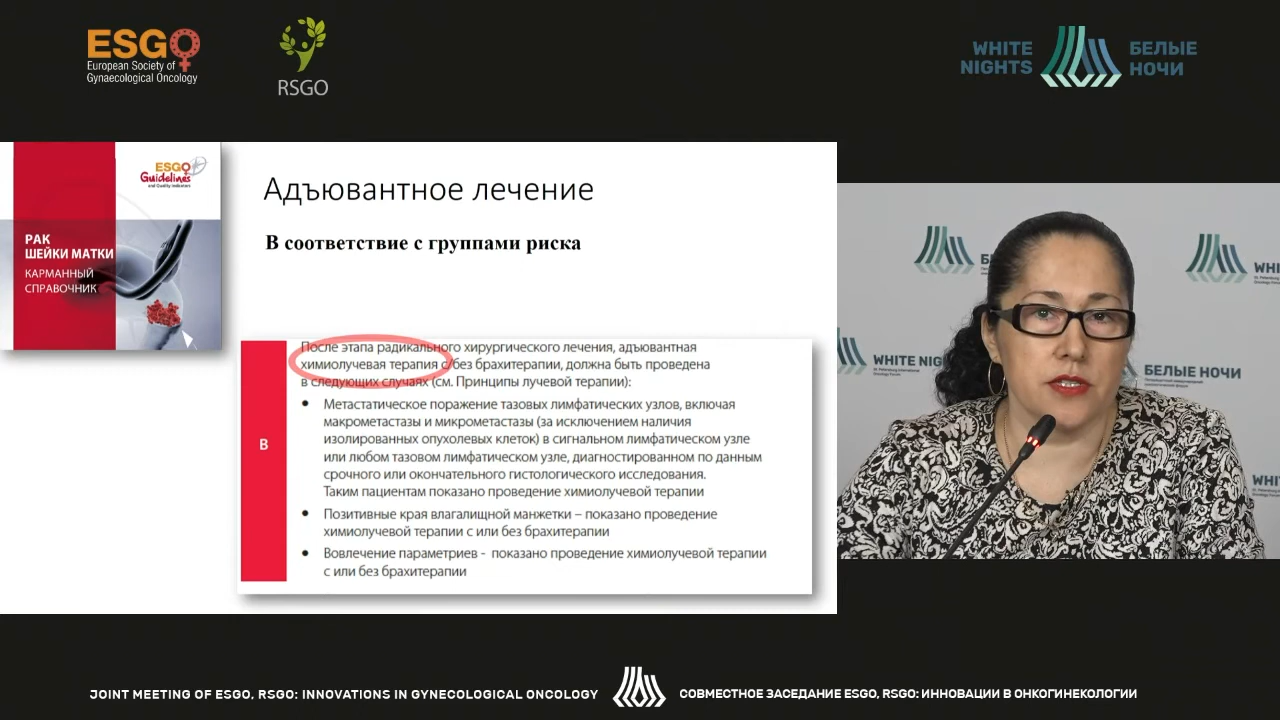 ESGO
European Society of
Gynaecological Oncology
RSGO
WHITE
NIGHTS
БЕЛЫЕ
НОЧИ
ESGO
Guidelines
and Quality Indicators
РАК
ШЕЙКИ МАТКИ
КАРМАННЫЙ
СПРАВОЧНИК
Адъювантное лечение
В соответствие с группами риска
В
После этапа радикального хирургического лечения, адъювантная
химиолучевая терапия с/без брахитерапии, должна быть проведена
в следующих случаях (см. Принципы лучевой терапии):
• Метастатическое поражение тазовых лимфатических узлов, включая
макрометастазы и микрометастазы (за исключением наличия
изолированных опухолевых клеток) в сигнальном лимфатическом узле
или любом тазовом лимфатическом узле, диагностированном по данным
срочного или окончательного гистологического исследования.
Таким пациентам показано проведение химиолучевой терапии
• Позитивные края влагалищной манжетки – показано проведение
химиолучевой терапии с или без брахитерапии
• Вовлечение параметриев - показано проведение химиолучевой терапии
с или без брахитерапии
WHITE NIGH
БЕЛЫЕ НОЧИ
JOINT MEETING OF ESGO, RSGO: INNOVATIONS IN GYNECOLOGICAL ONCOLOGY
СОВМЕСТНОЕ ЗАСЕДАНИЕ ESGO, RSGO: ИННОВАЦИИ В ОНКОГИНЕКОЛОГИИ